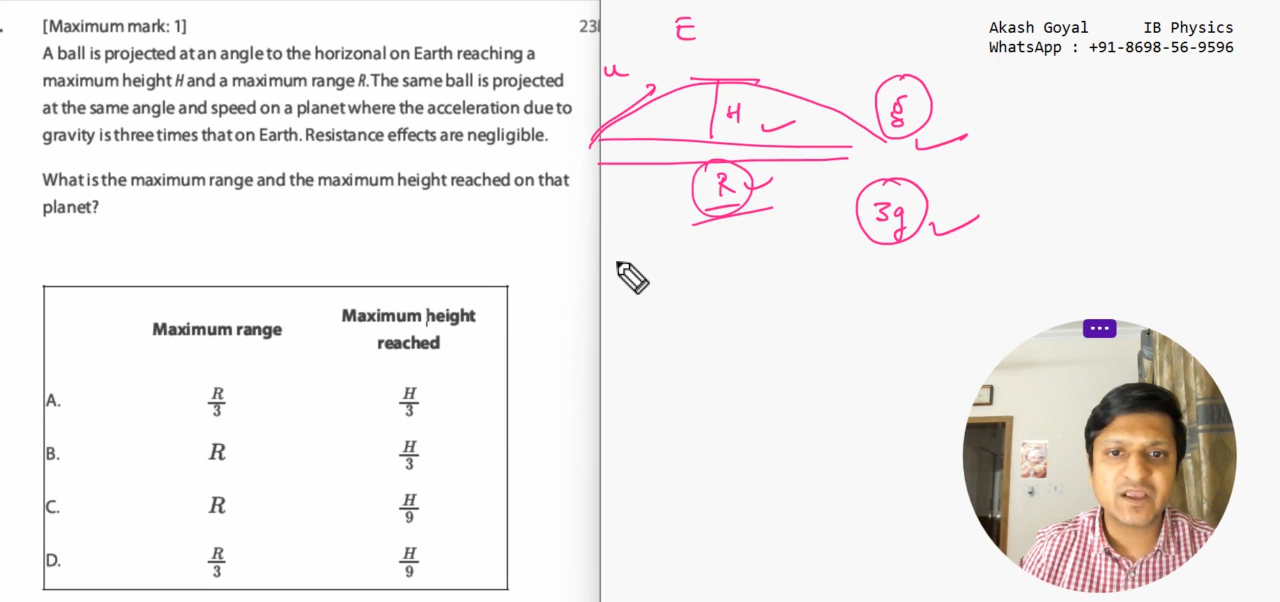 [Maximum mark: 1]
A ball is projected at an angle to the horizonal on Earth reaching a
maximum height H and a maximum range R. The same ball is projected
at the same angle and speed on a planet where the acceleration due to
gravity is three times that on Earth. Resistance effects are negligible.
What is the maximum range and the maximum height reached on that
planet?
Maximum range
Maximum height
reached
A. R/3 H/3
B. R H/3
C. R H/9
D. R/3 H/9
23
E
u
H
g
R
3g
Akash Goyal IB Physics
WhatsApp : +91-8698-56-9596